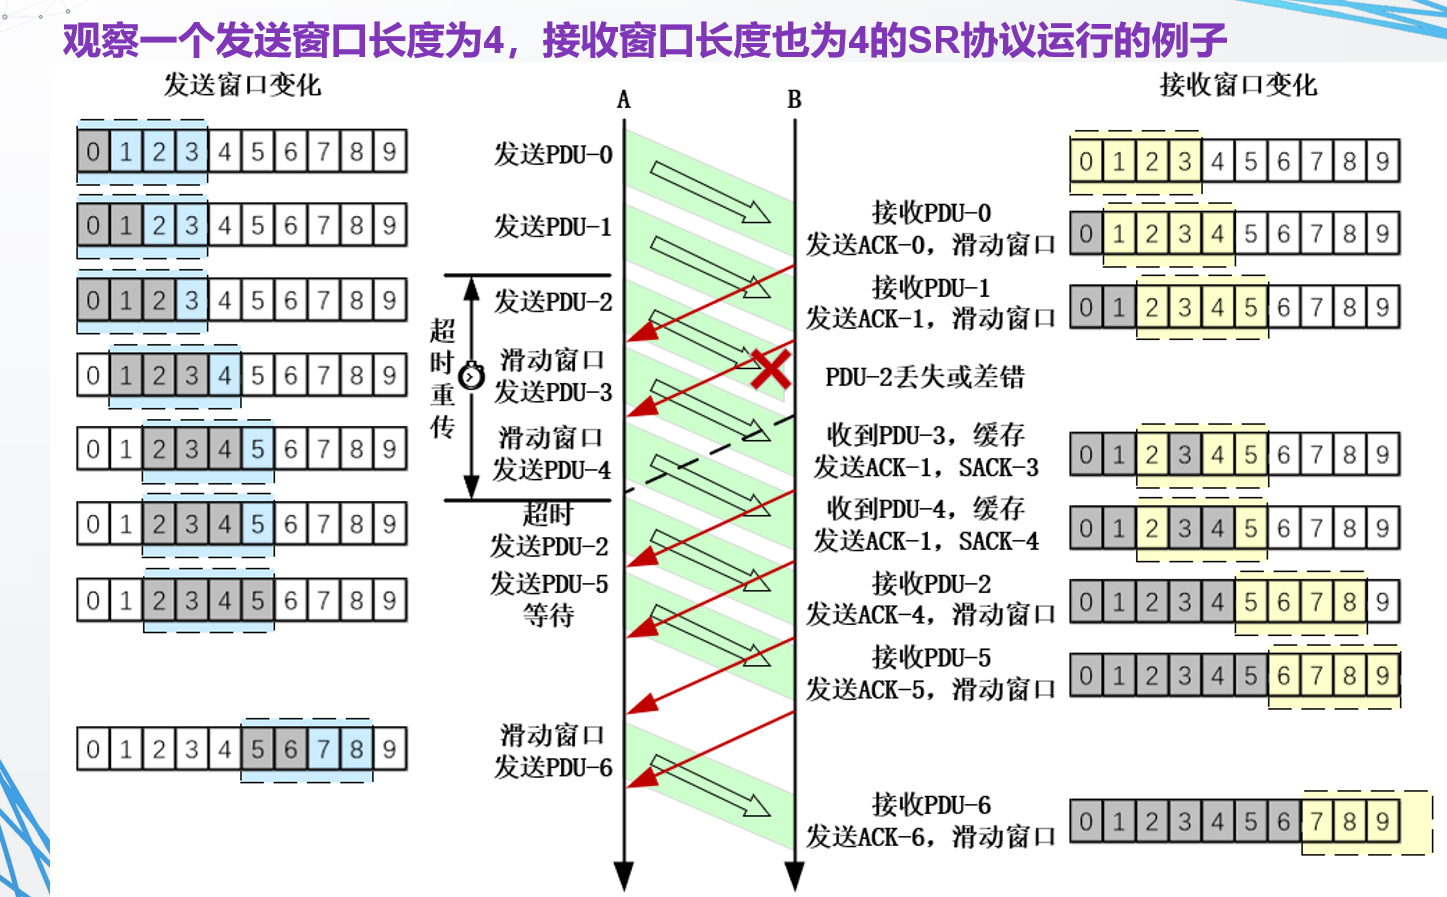 观察一个发送窗口长度为4，接收窗口长度也为4的SR协议运行的例子
发送窗口变化
A
B
接收窗口变化
0 1 2 3 4 5 6 7 8 9
发送PDU-0
0 1 2 3 4 5 6 7 8 9
0 1 2 3 4 5 6 7 8 9
发送PDU-1
接收PDU-0
发送ACK-0，滑动窗口
0 1 2 3 4 5 6 7 8 9
0 1 2 3 4 5 6 7 8 9
发送PDU-2
接收PDU-1
发送ACK-1，滑动窗口
0 1 2 3 4 5 6 7 8 9
超时重传
0 1 2 3 4 5 6 7 8 9
滑动窗口
发送PDU-3
PDU-2丢失或差错
0 1 2 3 4 5 6 7 8 9
滑动窗口
发送PDU-4
收到PDU-3，缓存
发送ACK-1，SACK-3
0 1 2 3 4 5 6 7 8 9
0 1 2 3 4 5 6 7 8 9
超时
发送PDU-2
收到PDU-4，缓存
发送ACK-1，SACK-4
0 1 2 3 4 5 6 7 8 9
0 1 2 3 4 5 6 7 8 9
发送PDU-5
等待
接收PDU-2
发送ACK-4，滑动窗口
0 1 2 3 4 5 6 7 8 9
接收PDU-5
发送ACK-5，滑动窗口
0 1 2 3 4 5 6 7 8 9
0 1 2 3 4 5 6 7 8 9
滑动窗口
发送PDU-6
接收PDU-6
发送ACK-6，滑动窗口
0 1 2 3 4 5 6 7 8 9